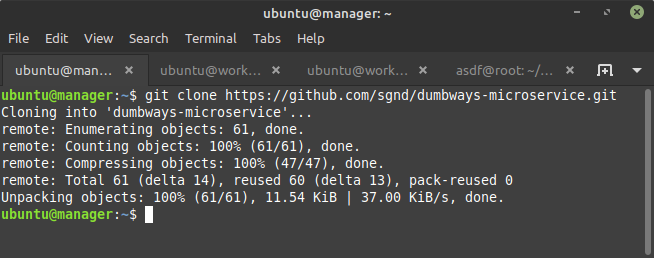 ubuntu@manager: ~
File Edit View Search Terminal Tabs Help
ubuntu@man... ubuntu@work... ubuntu@work... asdf@root: ~/...
ubuntu@manager:~$ git clone https://github.com/sgnd/dumbways-microservice.git
Cloning into 'dumbways-microservice'...
remote: Enumerating objects: 61, done.
remote: Counting objects: 100% (61/61), done.
remote: Compressing objects: 100% (47/47), done.
remote: Total 61 (delta 14), reused 60 (delta 13), pack-reused 0
Unpacking objects: 100% (61/61), 11.54 KiB | 37.00 KiB/s, done.
ubuntu@manager:~$